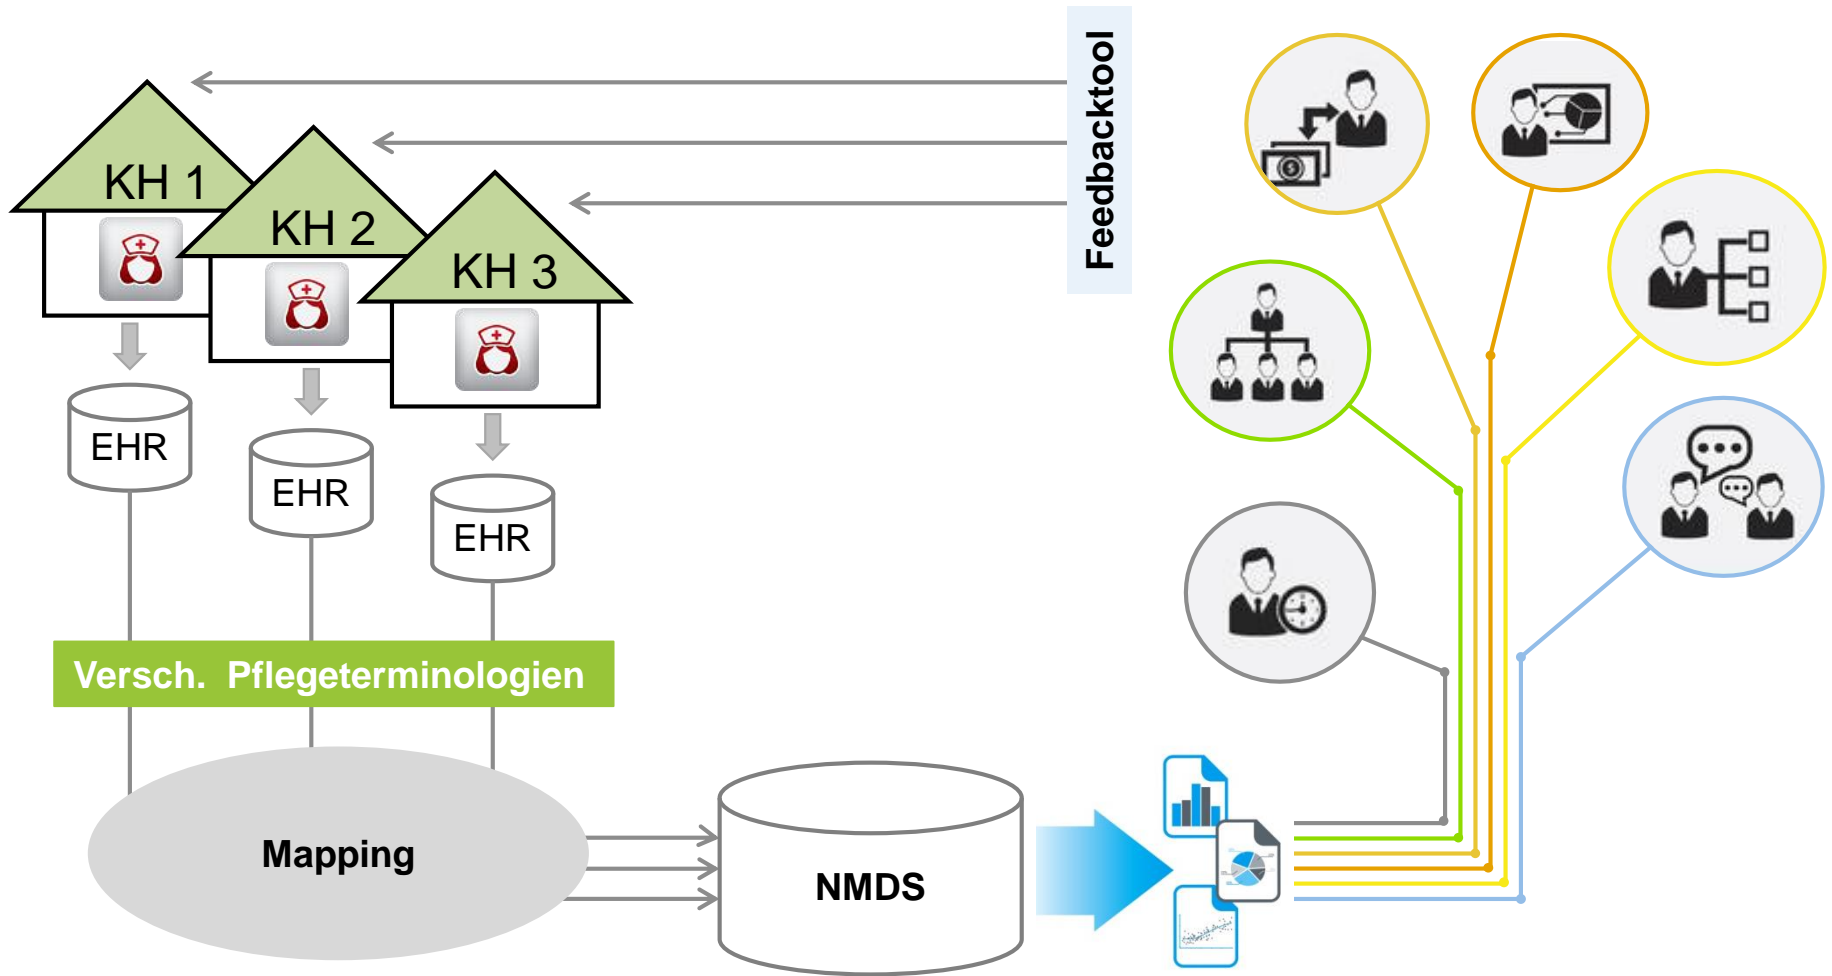 Feedbacktool
KH 1
KH 2
KH 3
EHR
EHR
EHR
Versch. Pflegeterminologien
Mapping
NMDS